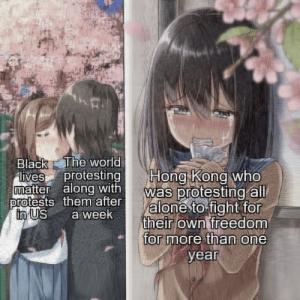 Black
lives
matter
protests
in US
The world
protesting
along with
them after
a week
Hong Kong who
was protesting all
alone to fight for
their own freedom
for more than one
year